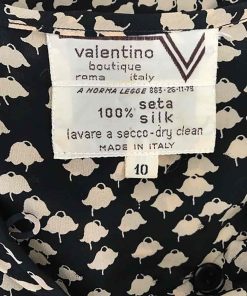 valentino
boutique
roma italy
A NORMA LEGGE 883-26-11-73
100% seta
silk
lavare a secco-dry clean
MADE IN ITALY
10